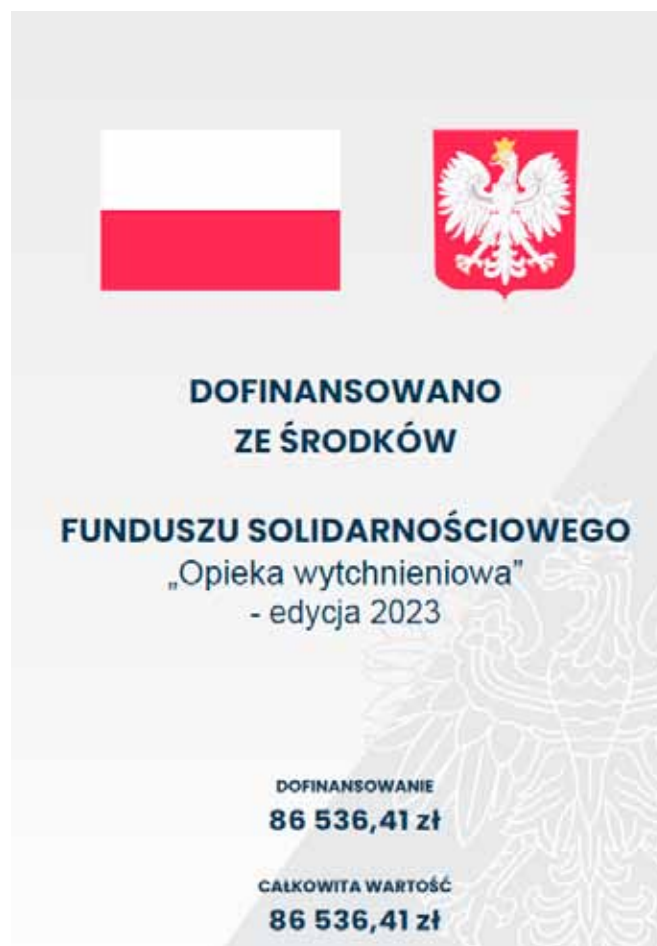 DOFINANSOWANO
ZE ŚRODKÓW
FUNDUSZU SOLIDARNOŚCIOWEGO
„Opieka wytchnieniowa”
- edycja 2023
DOFINANSOWANIE
86 536,41 zł
CAŁKOWITA WARTOŚĆ
86 536,41 zł